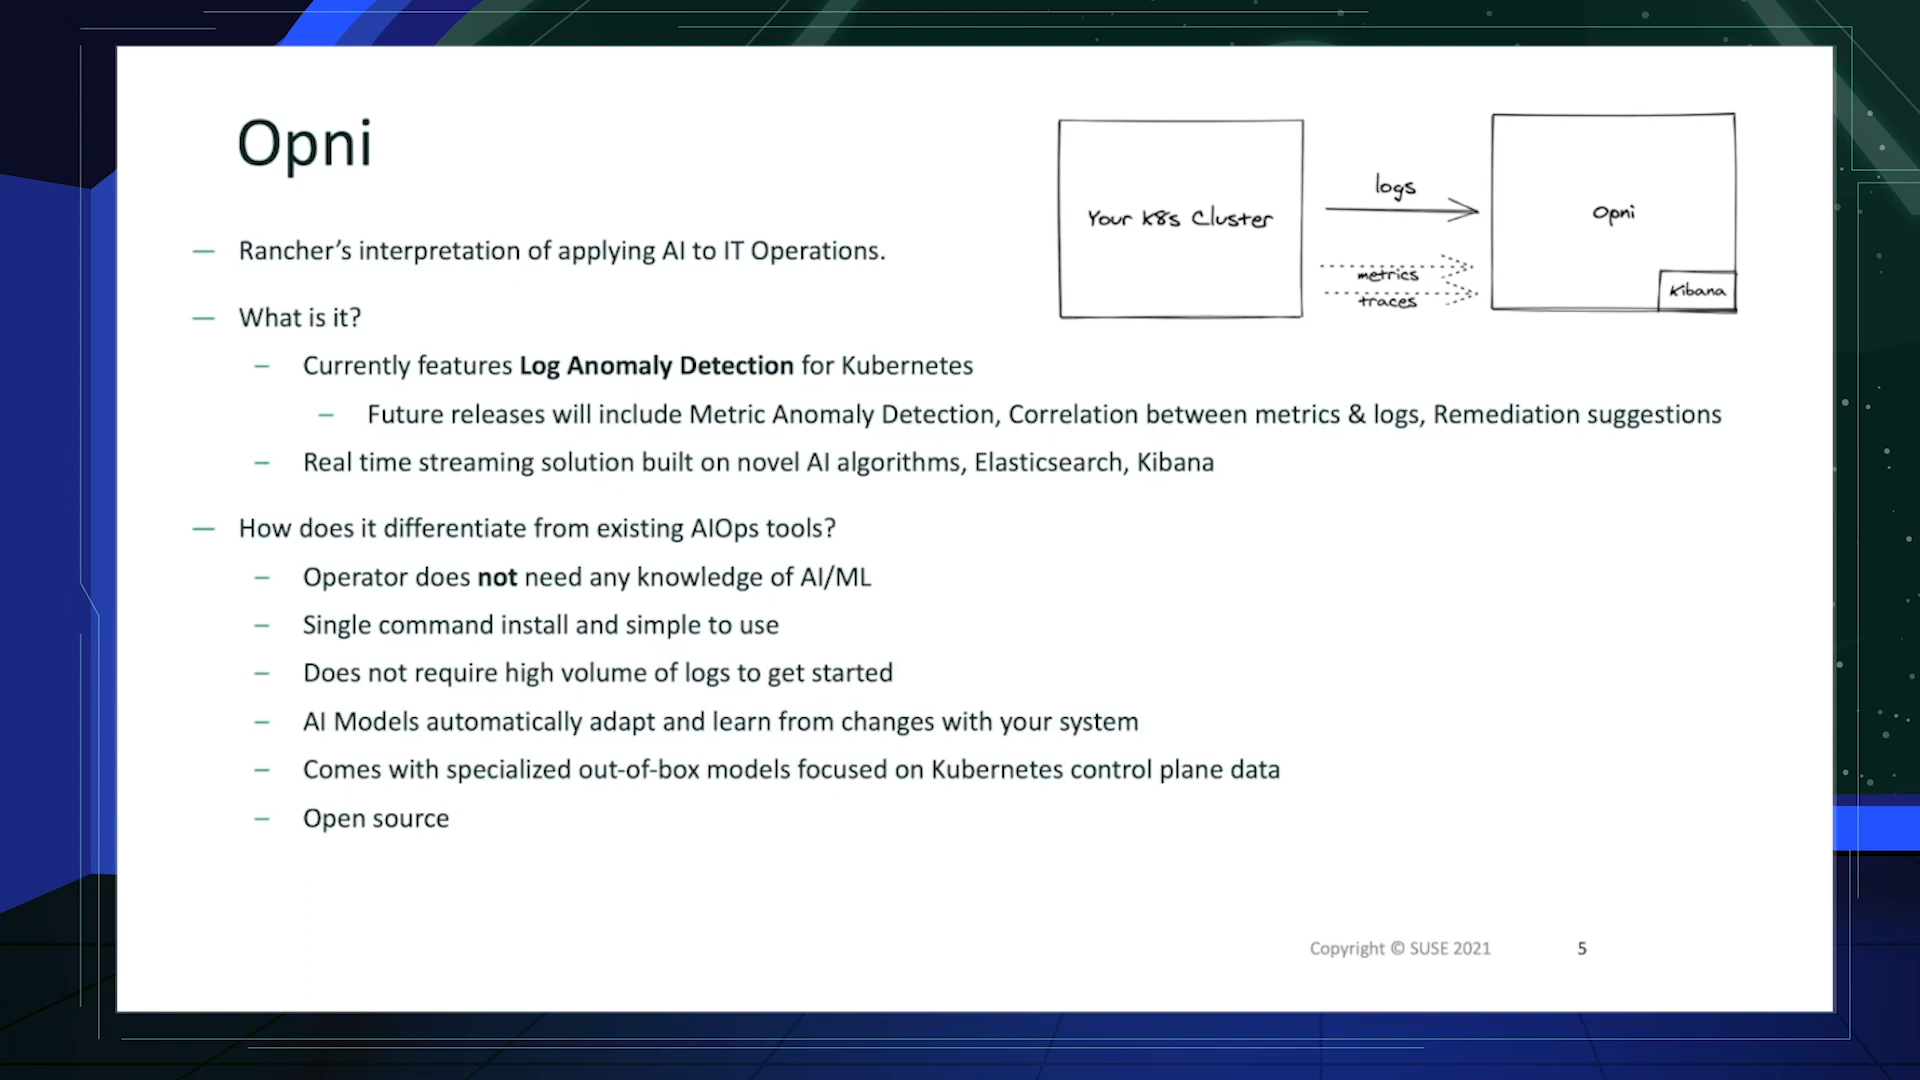 Opni
— Rancher’s interpretation of applying AI to IT Operations.
— What is it?
– Currently features Log Anomaly Detection for Kubernetes
– Future releases will include Metric Anomaly Detection, Correlation between metrics & logs, Remediation suggestions
– Real time streaming solution built on novel AI algorithms, Elasticsearch, Kibana
— How does it differentiate from existing AIOps tools?
– Operator does not need any knowledge of AI/ML
– Single command install and simple to use
– Does not require high volume of logs to get started
– AI Models automatically adapt and learn from changes with your system
– Comes with specialized out-of-box models focused on Kubernetes control plane data
– Open source
Your K8s Cluster
logs
metrics
traces
Opni
Kibana
Copyright © SUSE 2021
5